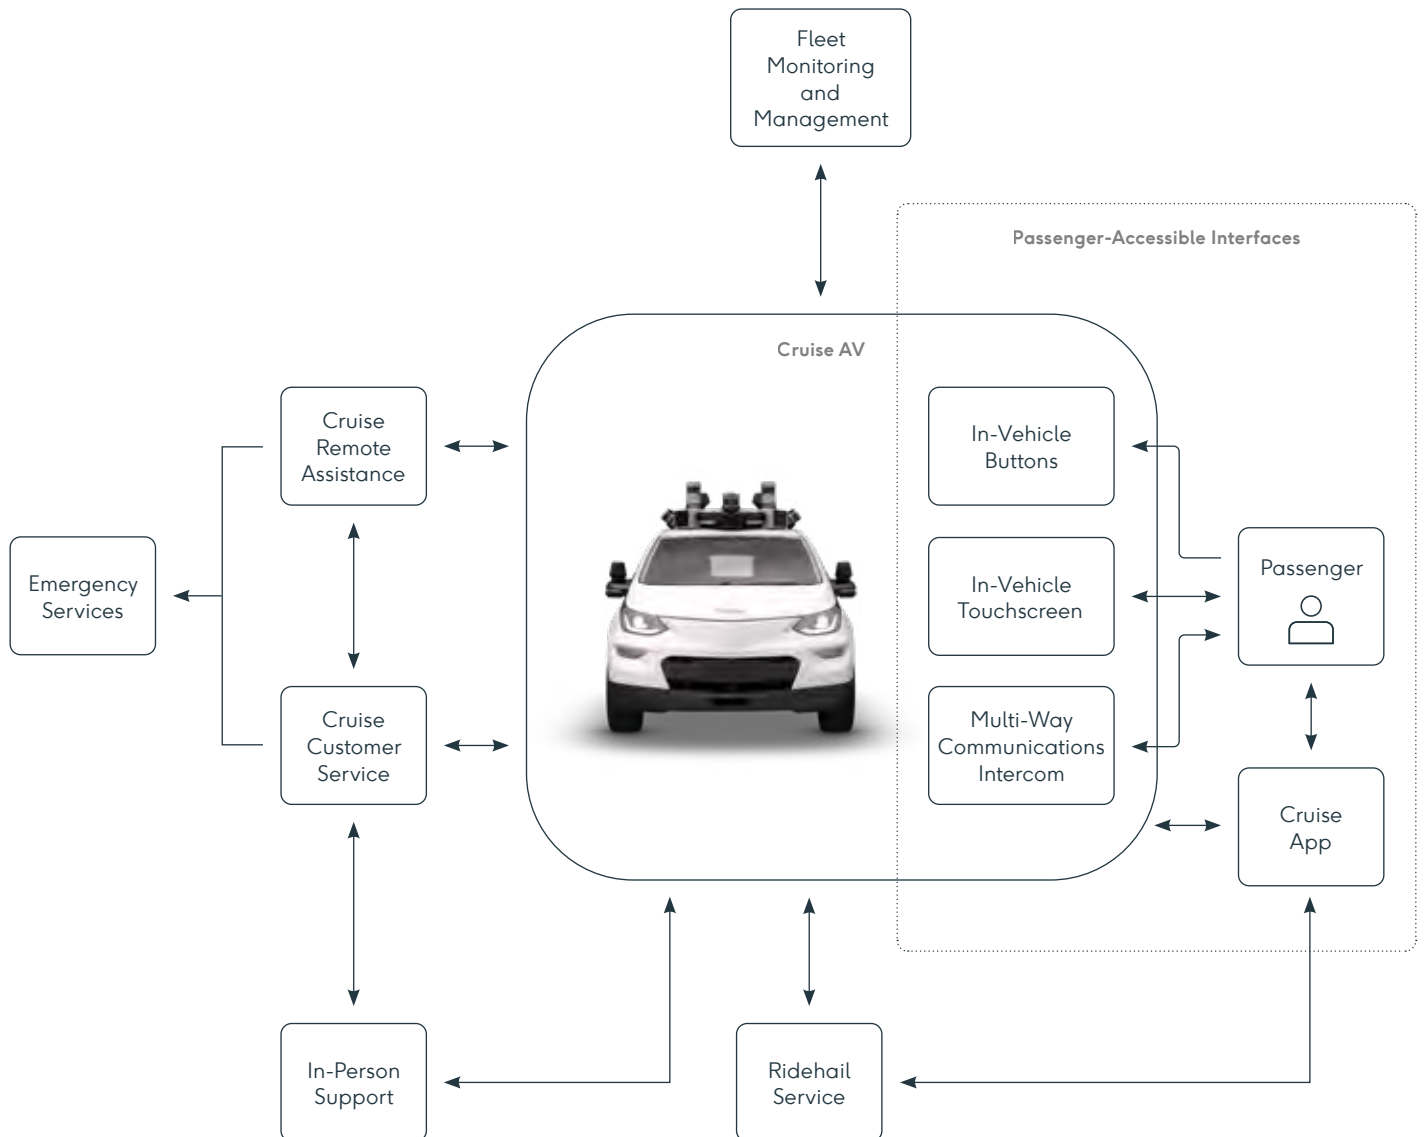 Fleet
Monitoring
and
Management
Passenger-Accessible Interfaces
Cruise AV
Cruise
Remote
Assistance
In-Vehicle
Buttons
Emergency
Services
In-Vehicle
Touchscreen
Passenger
Cruise
Customer
Service
Multi-Way
Communications
Intercom
Cruise
App
In-Person
Support
Ridehail
Service